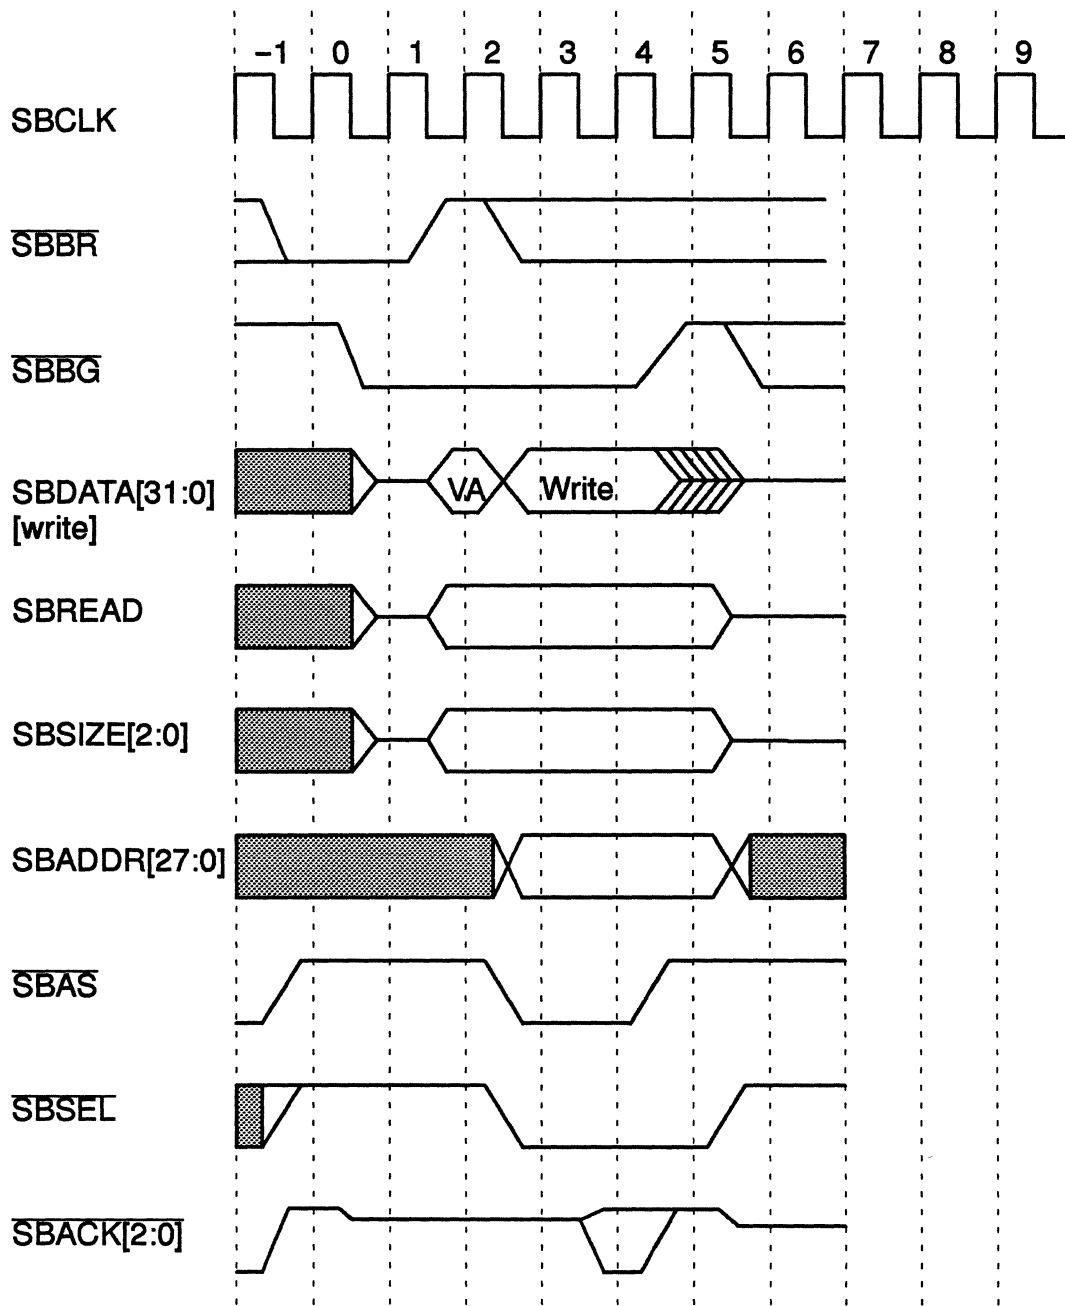 -1 0 1 2 3 4 5 6 7 8 9
SBCLK
SBBR
SBBG
SBDATA[31:0]
[write]
VA Write
SBREAD
SBSIZE[2:0]
SBADDR[27:0]
SBAS
SBSEL
SBACK[2:0]